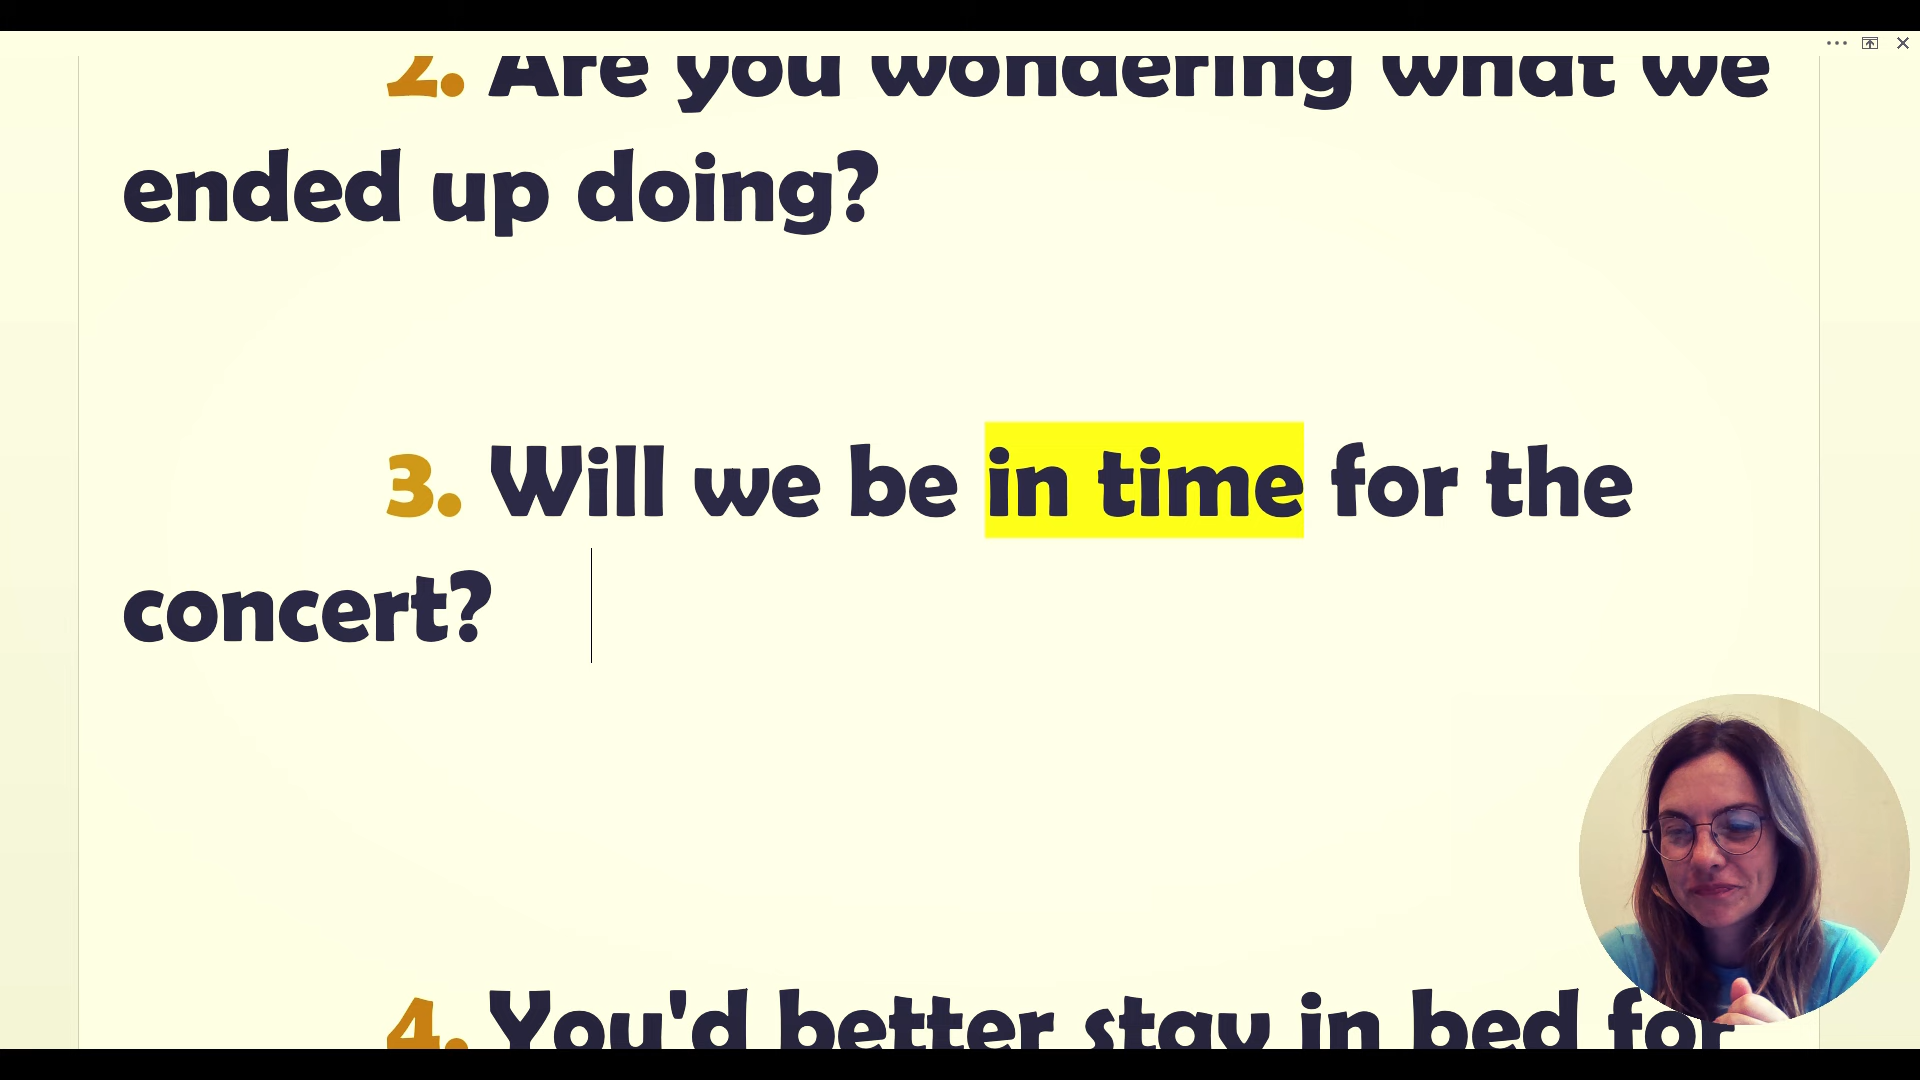 2. Are you wondering what we
ended up doing?
3. Will we be in time for the
concert?
4. You'd better stay in bed for